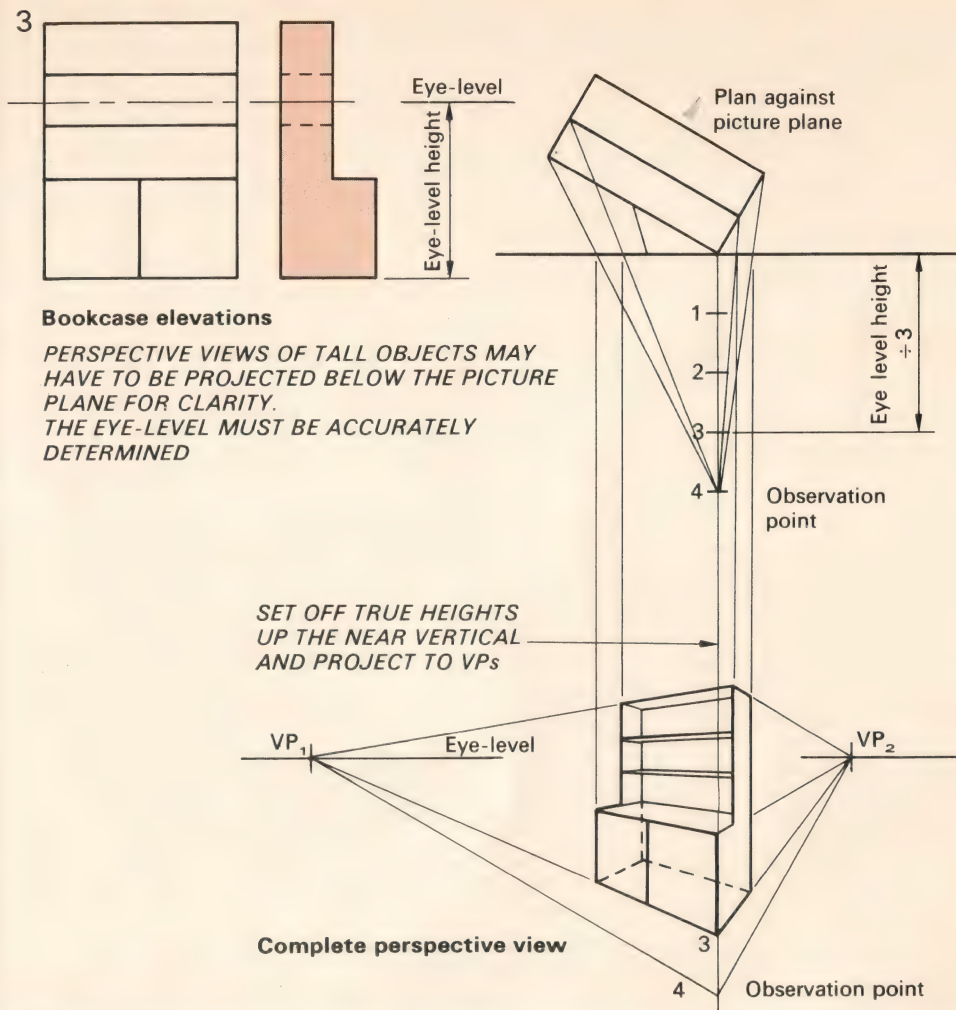 3
Eye-level
Eye-level height
Plan against
picture plane
Bookcase elevations
PERSPECTIVE VIEWS OF TALL OBJECTS MAY
HAVE TO BE PROJECTED BELOW THE PICTURE
PLANE FOR CLARITY.
THE EYE-LEVEL MUST BE ACCURATELY
DETERMINED
1
2
3
4
Eye level height
÷3
Observation
point
SET OFF TRUE HEIGHTS
UP THE NEAR VERTICAL
AND PROJECT TO VPs
VP₁
Eye-level
VP₂
Complete perspective view
3
4
Observation point